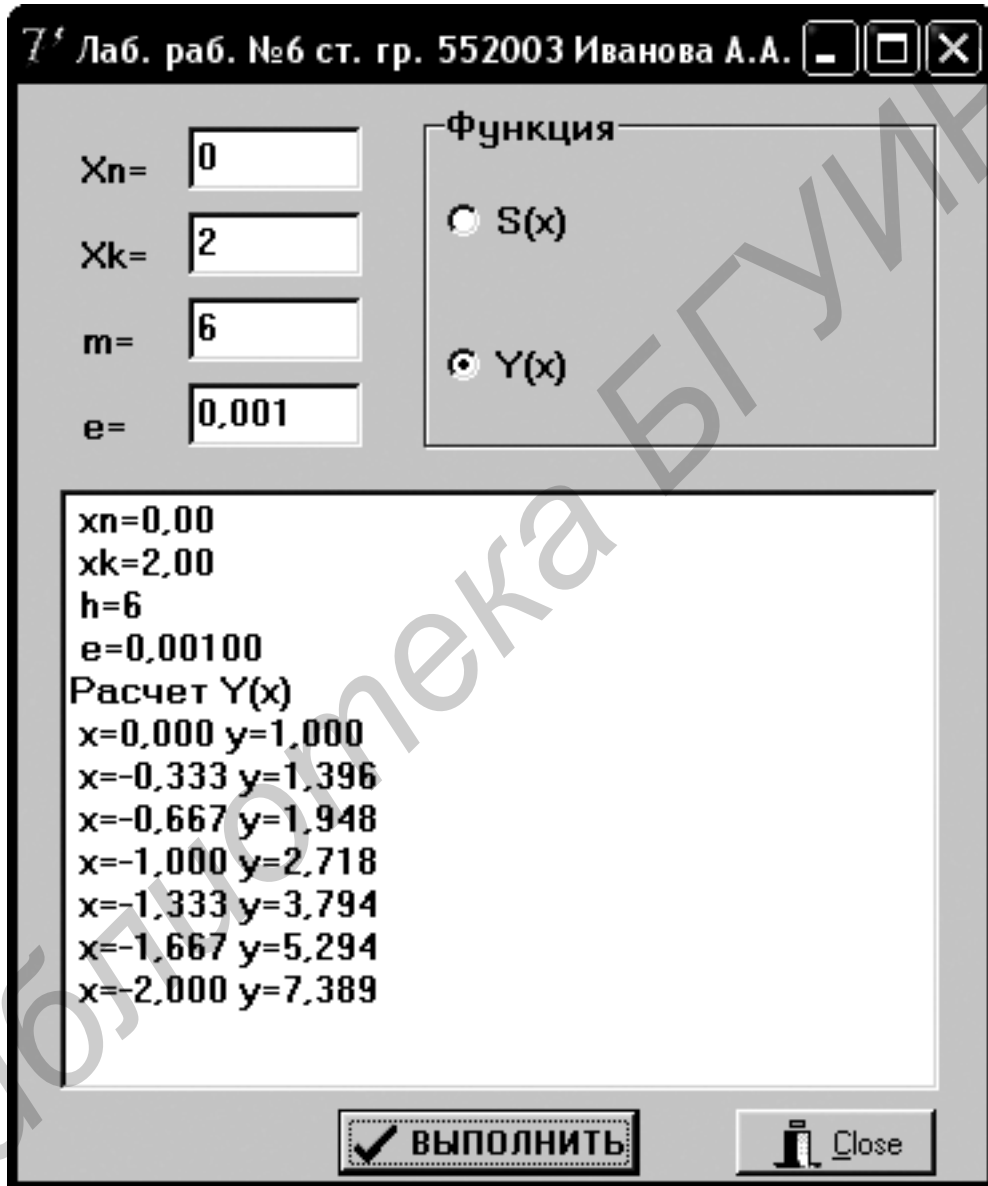 Лаб. раб. №6 ст. гр. 552003 Иванова А.А.
Xn= 0
Xk= 2
m= 6
e= 0,001
Функция
S(x)
Y(x)
xn=0,00
xk=2,00
h=6
e=0,00100
Расчет Y(x)
x=0,000 y=1,000
x=-0,333 y=1,396
x=-0,667 y=1,948
x=-1,000 y=2,718
x=-1,333 y=3,794
x=-1,667 y=5,294
x=-2,000 y=7,389
ВЫПОЛНИТЬ
Close